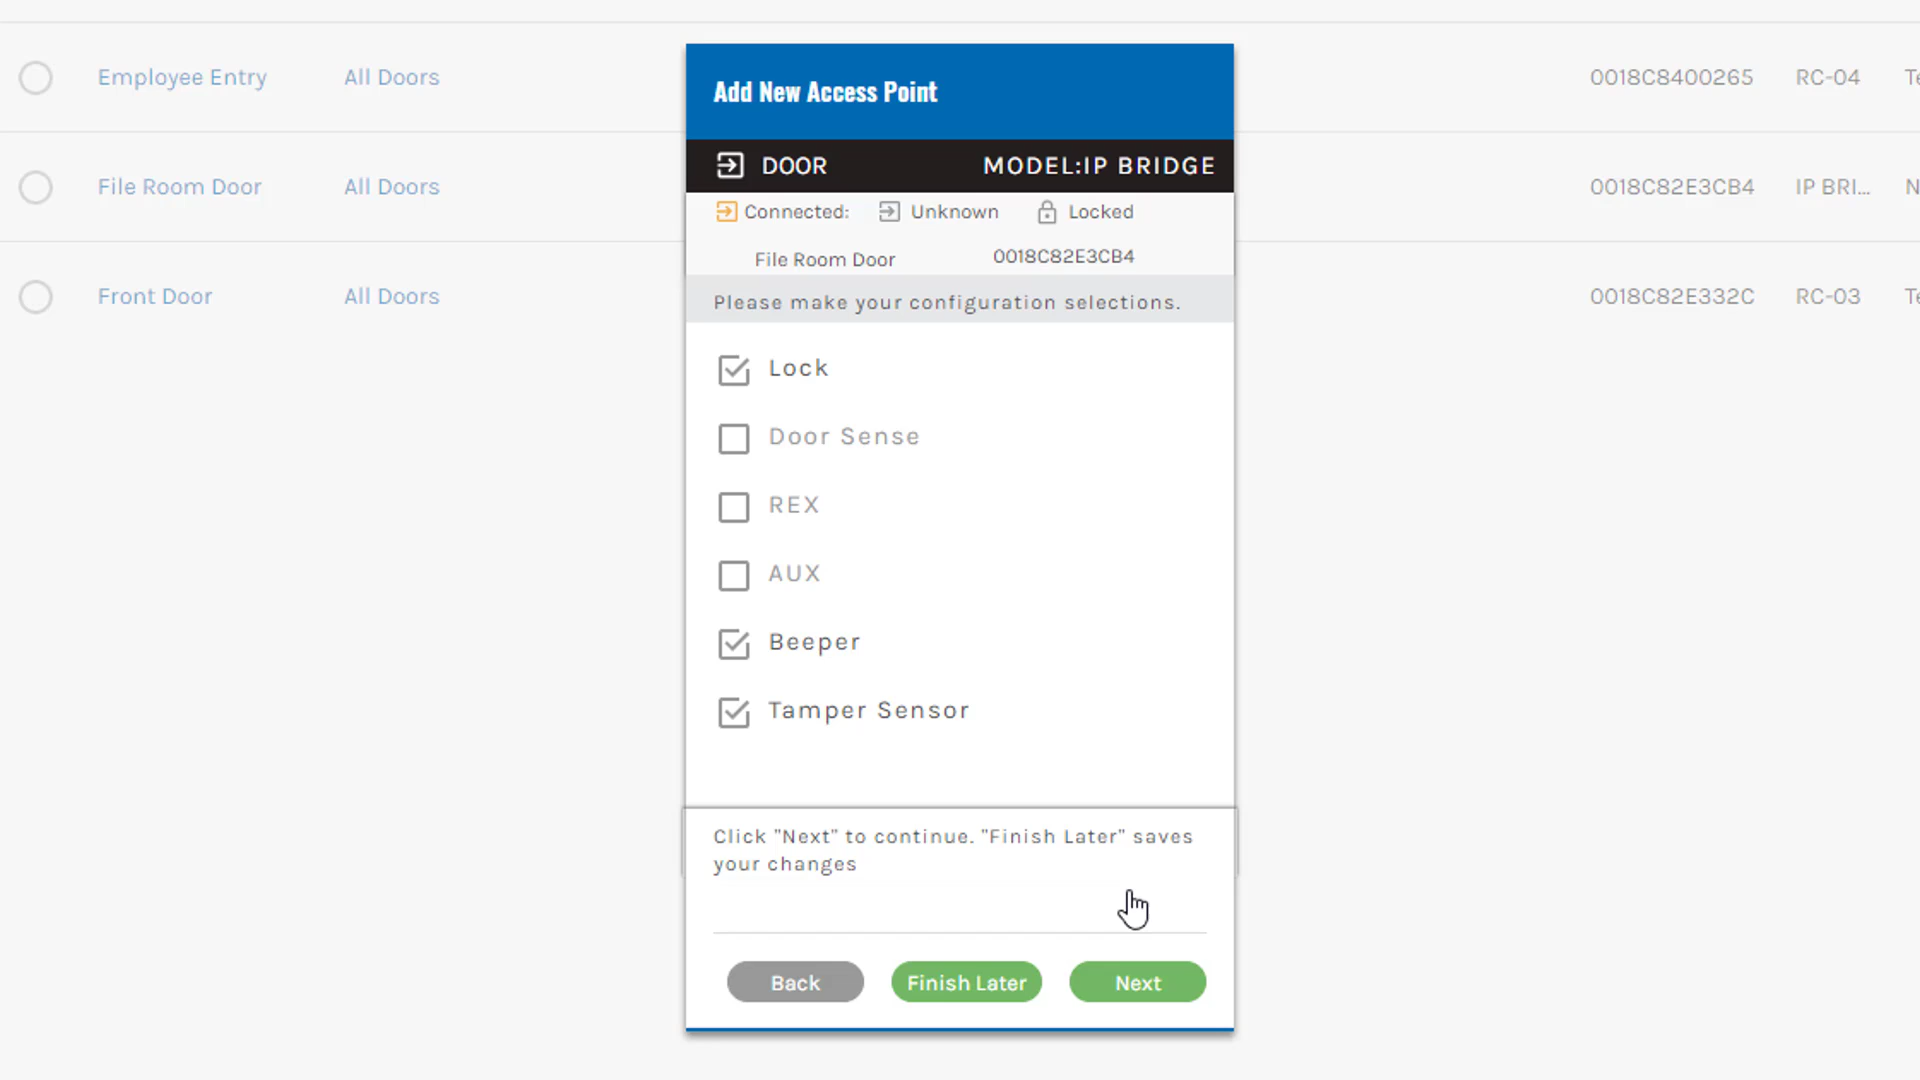 Add New Access Point
DOOR MODEL:IP BRIDGE
Connected: Unknown Locked
File Room Door 0018C82E3CB4
Please make your configuration selections.
Lock
Door Sense
REX
AUX
Beeper
Tamper Sensor
Click "Next" to continue. "Finish Later" saves
your changes
Back Finish Later Next
Employee Entry All Doors 0018C8400265 RC-04 Te
File Room Door All Doors 0018C82E3CB4 IP BRI... N
Front Door All Doors 0018C82E332C RC-03 Te